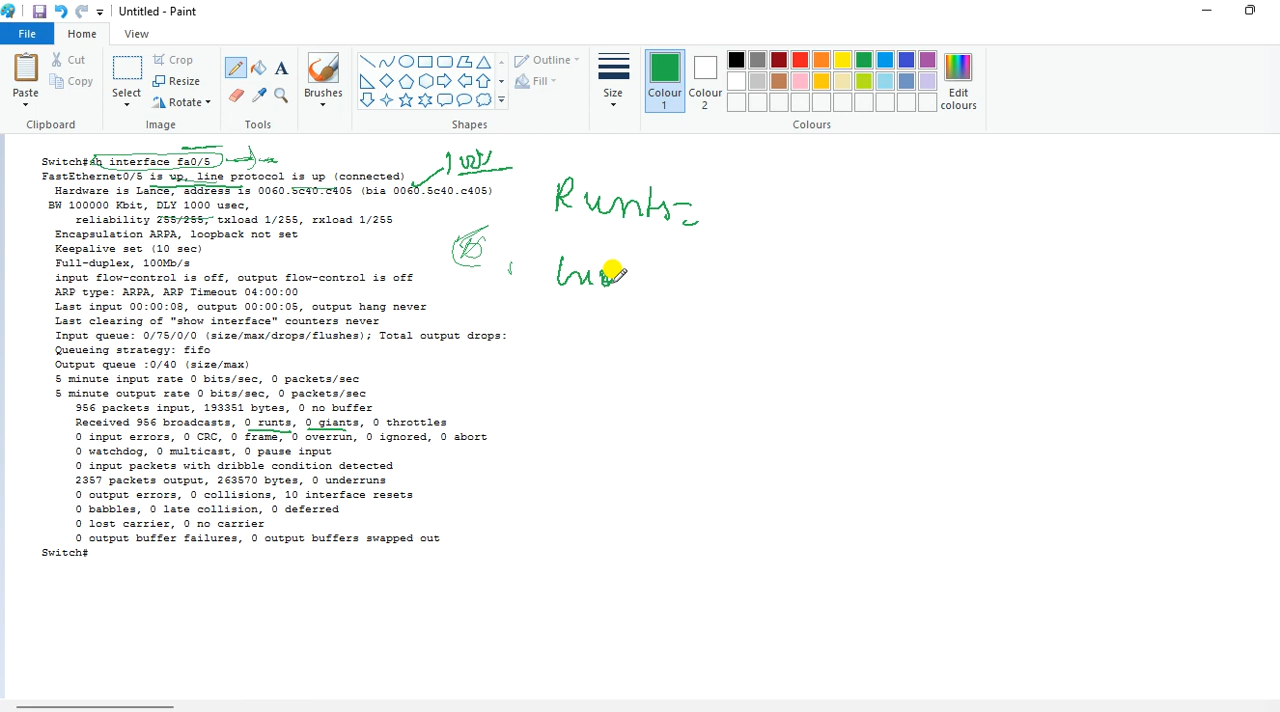 Untitled - Paint
File Home View
Paste Cut Copy Select Crop Resize Rotate Brushes Outline Fill Size Colour 1 Colour 2 Edit colours
Clipboard Image Tools Shapes Colours
Switch#sh interface fa0/5
FastEthernet0/5 is up, line protocol is up (connected)
Hardware is Lance, address is 0060.5c40.c405 (bia 0060.5c40.c405)
BW 100000 Kbit, DLY 1000 usec,
reliability 255/255, txload 1/255, rxload 1/255
Encapsulation ARPA, loopback not set
Keepalive set (10 sec)
Full-duplex, 100Mb/s
input flow-control is off, output flow-control is off
ARP type: ARPA, ARP Timeout 04:00:00
Last input 00:00:08, output 00:00:05, output hang never
Last clearing of "show interface" counters never
Input queue: 0/75/0/0 (size/max/drops/flushes); Total output drops:
Queueing strategy: fifo
Output queue :0/40 (size/max)
5 minute input rate 0 bits/sec, 0 packets/sec
5 minute output rate 0 bits/sec, 0 packets/sec
956 packets input, 193351 bytes, 0 no buffer
Received 956 broadcasts, 0 runts, 0 giants, 0 throttles
0 input errors, 0 CRC, 0 frame, 0 overrun, 0 ignored, 0 abort
0 watchdog, 0 multicast, 0 pause input
0 input packets with dribble condition detected
2357 packets output, 263570 bytes, 0 underruns
0 output errors, 0 collisions, 10 interface resets
0 babbles, 0 late collision, 0 deferred
0 lost carrier, 0 no carrier
0 output buffer failures, 0 output buffers swapped out
Switch#
Runts=